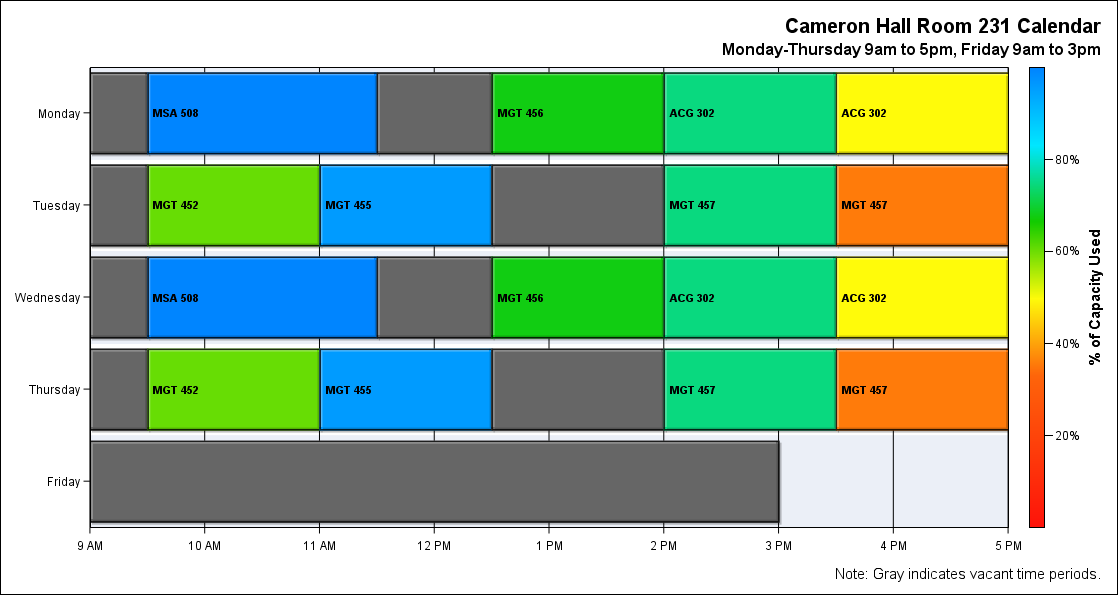 Cameron Hall Room 231 Calendar
Monday-Thursday 9am to 5pm, Friday 9am to 3pm
Monday
MSA 508
MGT 456
ACG 302
ACG 302
Tuesday
MGT 452
MGT 455
MGT 457
MGT 457
Wednesday
MSA 508
MGT 456
ACG 302
ACG 302
Thursday
MGT 452
MGT 455
MGT 457
MGT 457
Friday
9 AM
10 AM
11 AM
12 PM
1 PM
2 PM
3 PM
4 PM
5 PM
80%
60%
40%
20%
% of Capacity Used
Note: Gray indicates vacant time periods.